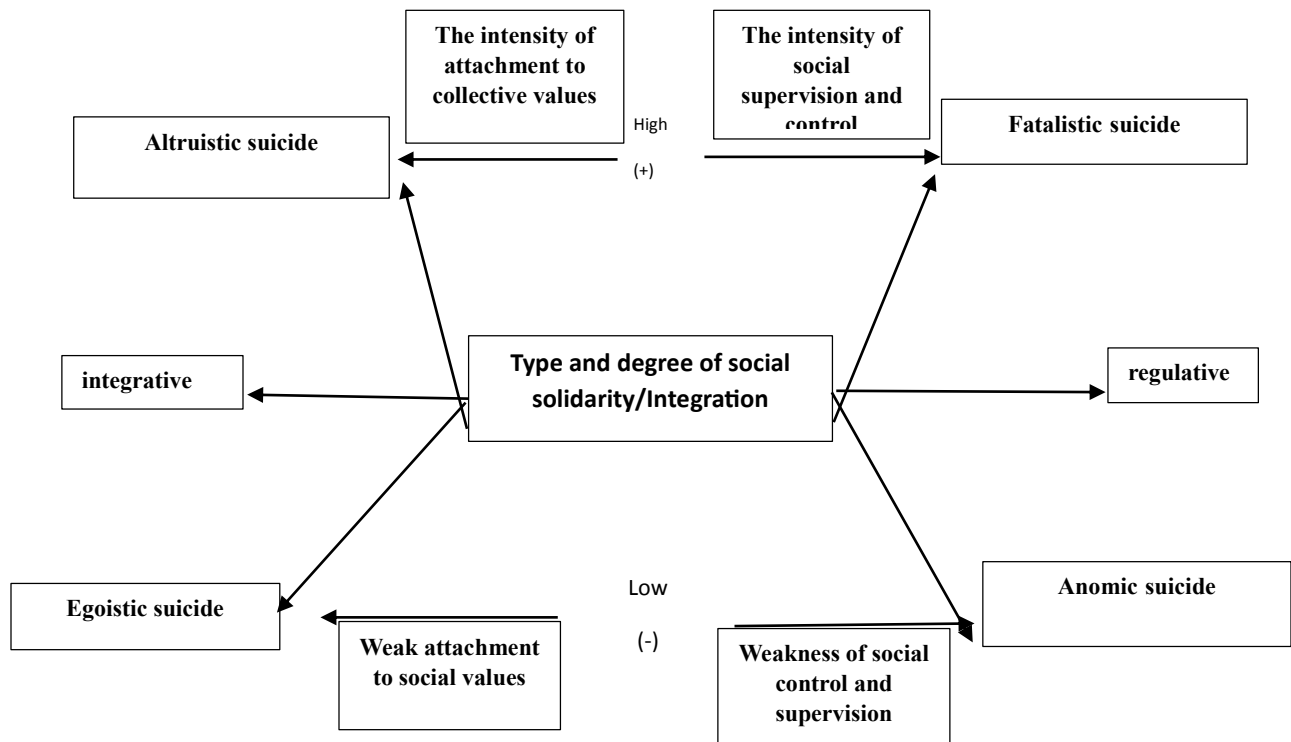 The intensity of
attachment to
collective values
The intensity of
social
supervision and
control
Altruistic suicide
High
(+)
Fatalistic suicide
integrative
Type and degree of social
solidarity/Integration
regulative
Egoistic suicide
Low
(-)
Anomic suicide
Weak attachment
to social values
Weakness of social
control and
supervision